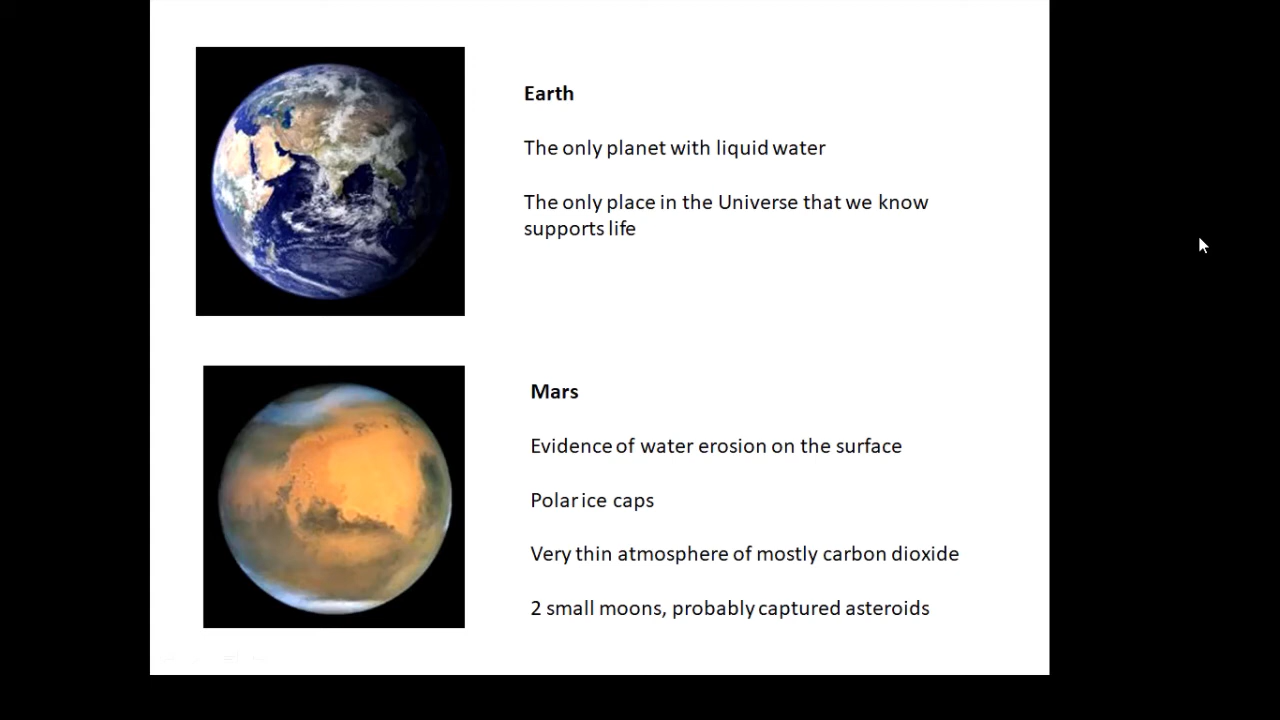 Earth
The only planet with liquid water
The only place in the Universe that we know
supports life
Mars
Evidence of water erosion on the surface
Polar ice caps
Very thin atmosphere of mostly carbon dioxide
2 small moons, probably captured asteroids